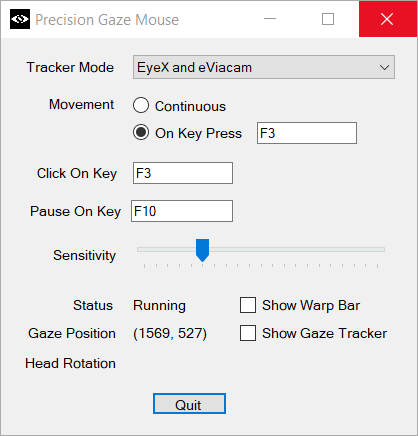 Precision Gaze Mouse
Tracker Mode EyeX and eViacam
Movement Continuous
On Key Press F3
Click On Key F3
Pause On Key F10
Sensitivity
Status Running Show Warp Bar
Gaze Position (1569, 527) Show Gaze Tracker
Head Rotation
Quit